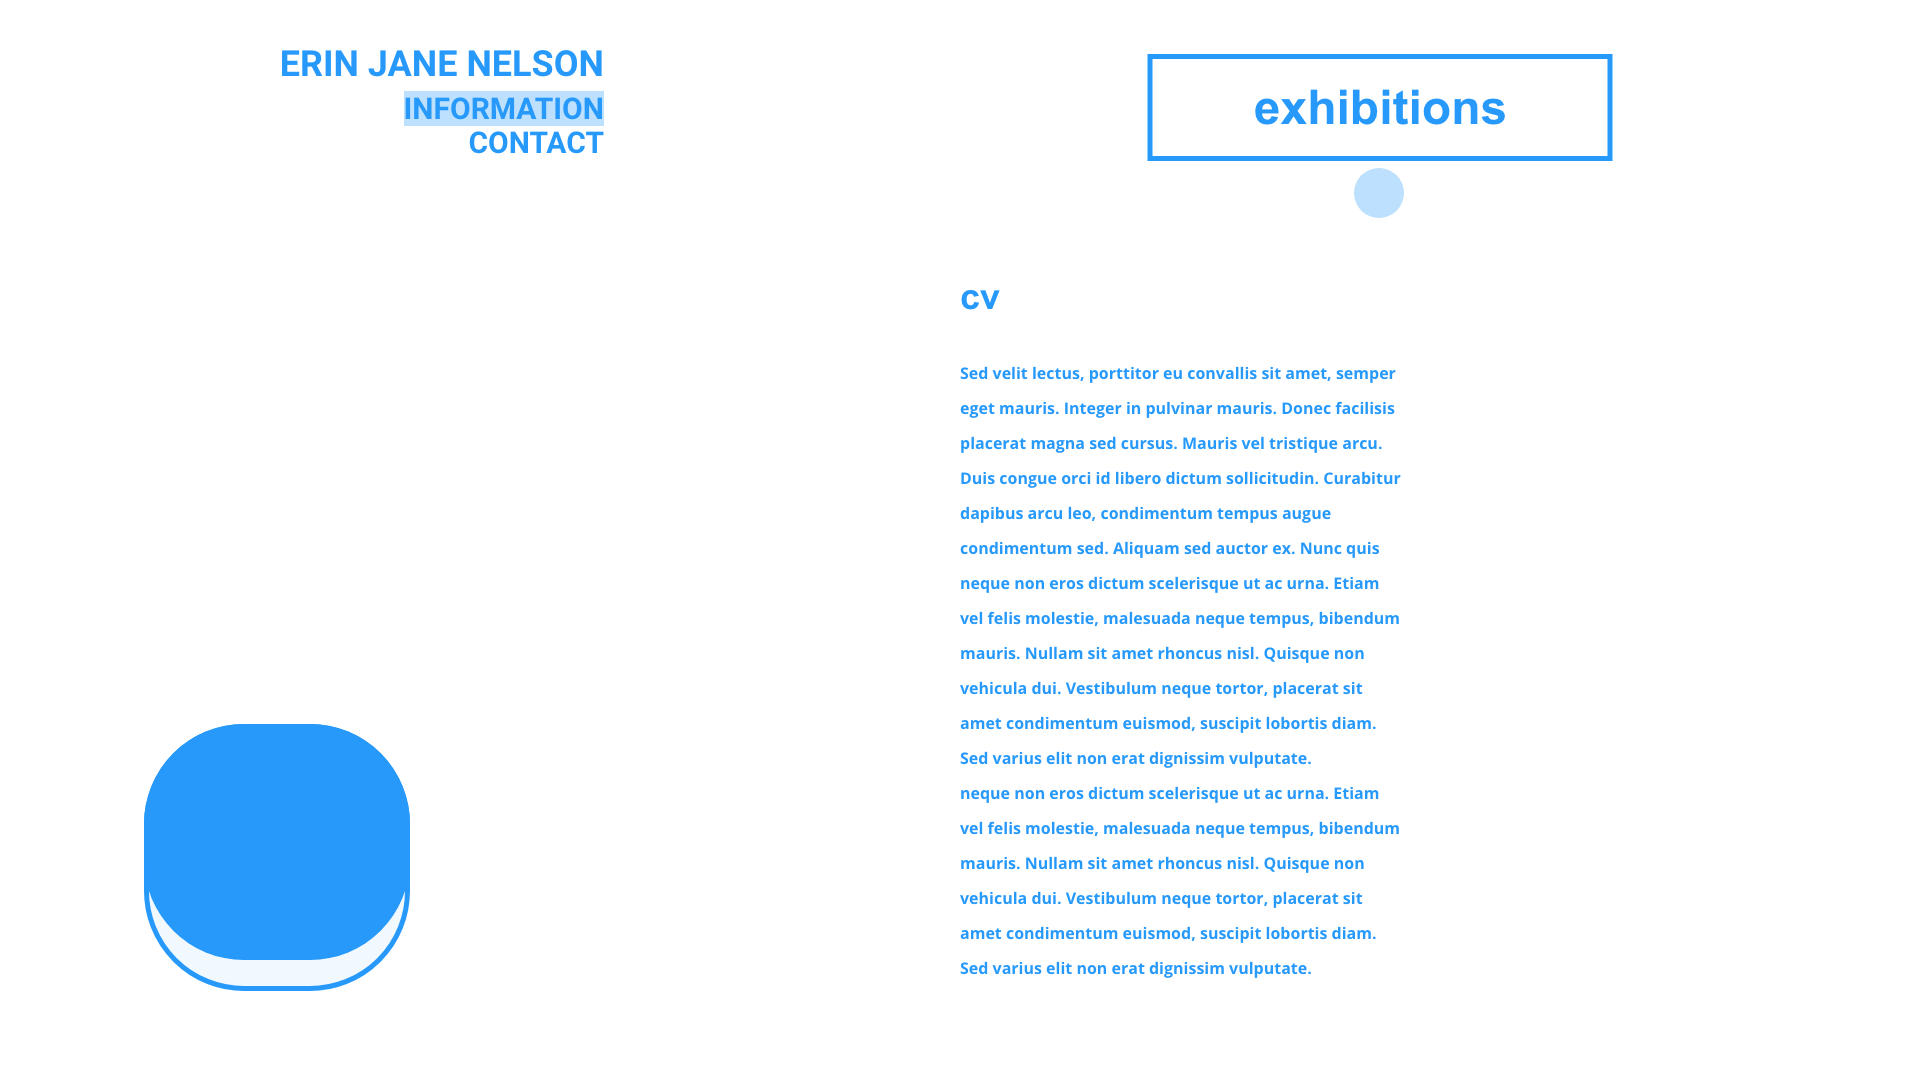 ERIN JANE NELSON
INFORMATION
CONTACT
exhibitions
cv
Sed velit lectus, porttitor eu convallis sit amet, semper
eget mauris. Integer in pulvinar mauris. Donec facilisis
placerat magna sed cursus. Mauris vel tristique arcu.
Duis congue orci id libero dictum sollicitudin. Curabitur
dapibus arcu leo, condimentum tempus augue
condimentum sed. Aliquam sed auctor ex. Nunc quis
neque non eros dictum scelerisque ut ac urna. Etiam
vel felis molestie, malesuada neque tempus, bibendum
mauris. Nullam sit amet rhoncus nisl. Quisque non
vehicula dui. Vestibulum neque tortor, placerat sit
amet condimentum euismod, suscipit lobortis diam.
Sed varius elit non erat dignissim vulputate.
neque non eros dictum scelerisque ut ac urna. Etiam
vel felis molestie, malesuada neque tempus, bibendum
mauris. Nullam sit amet rhoncus nisl. Quisque non
vehicula dui. Vestibulum neque tortor, placerat sit
amet condimentum euismod, suscipit lobortis diam.
Sed varius elit non erat dignissim vulputate.